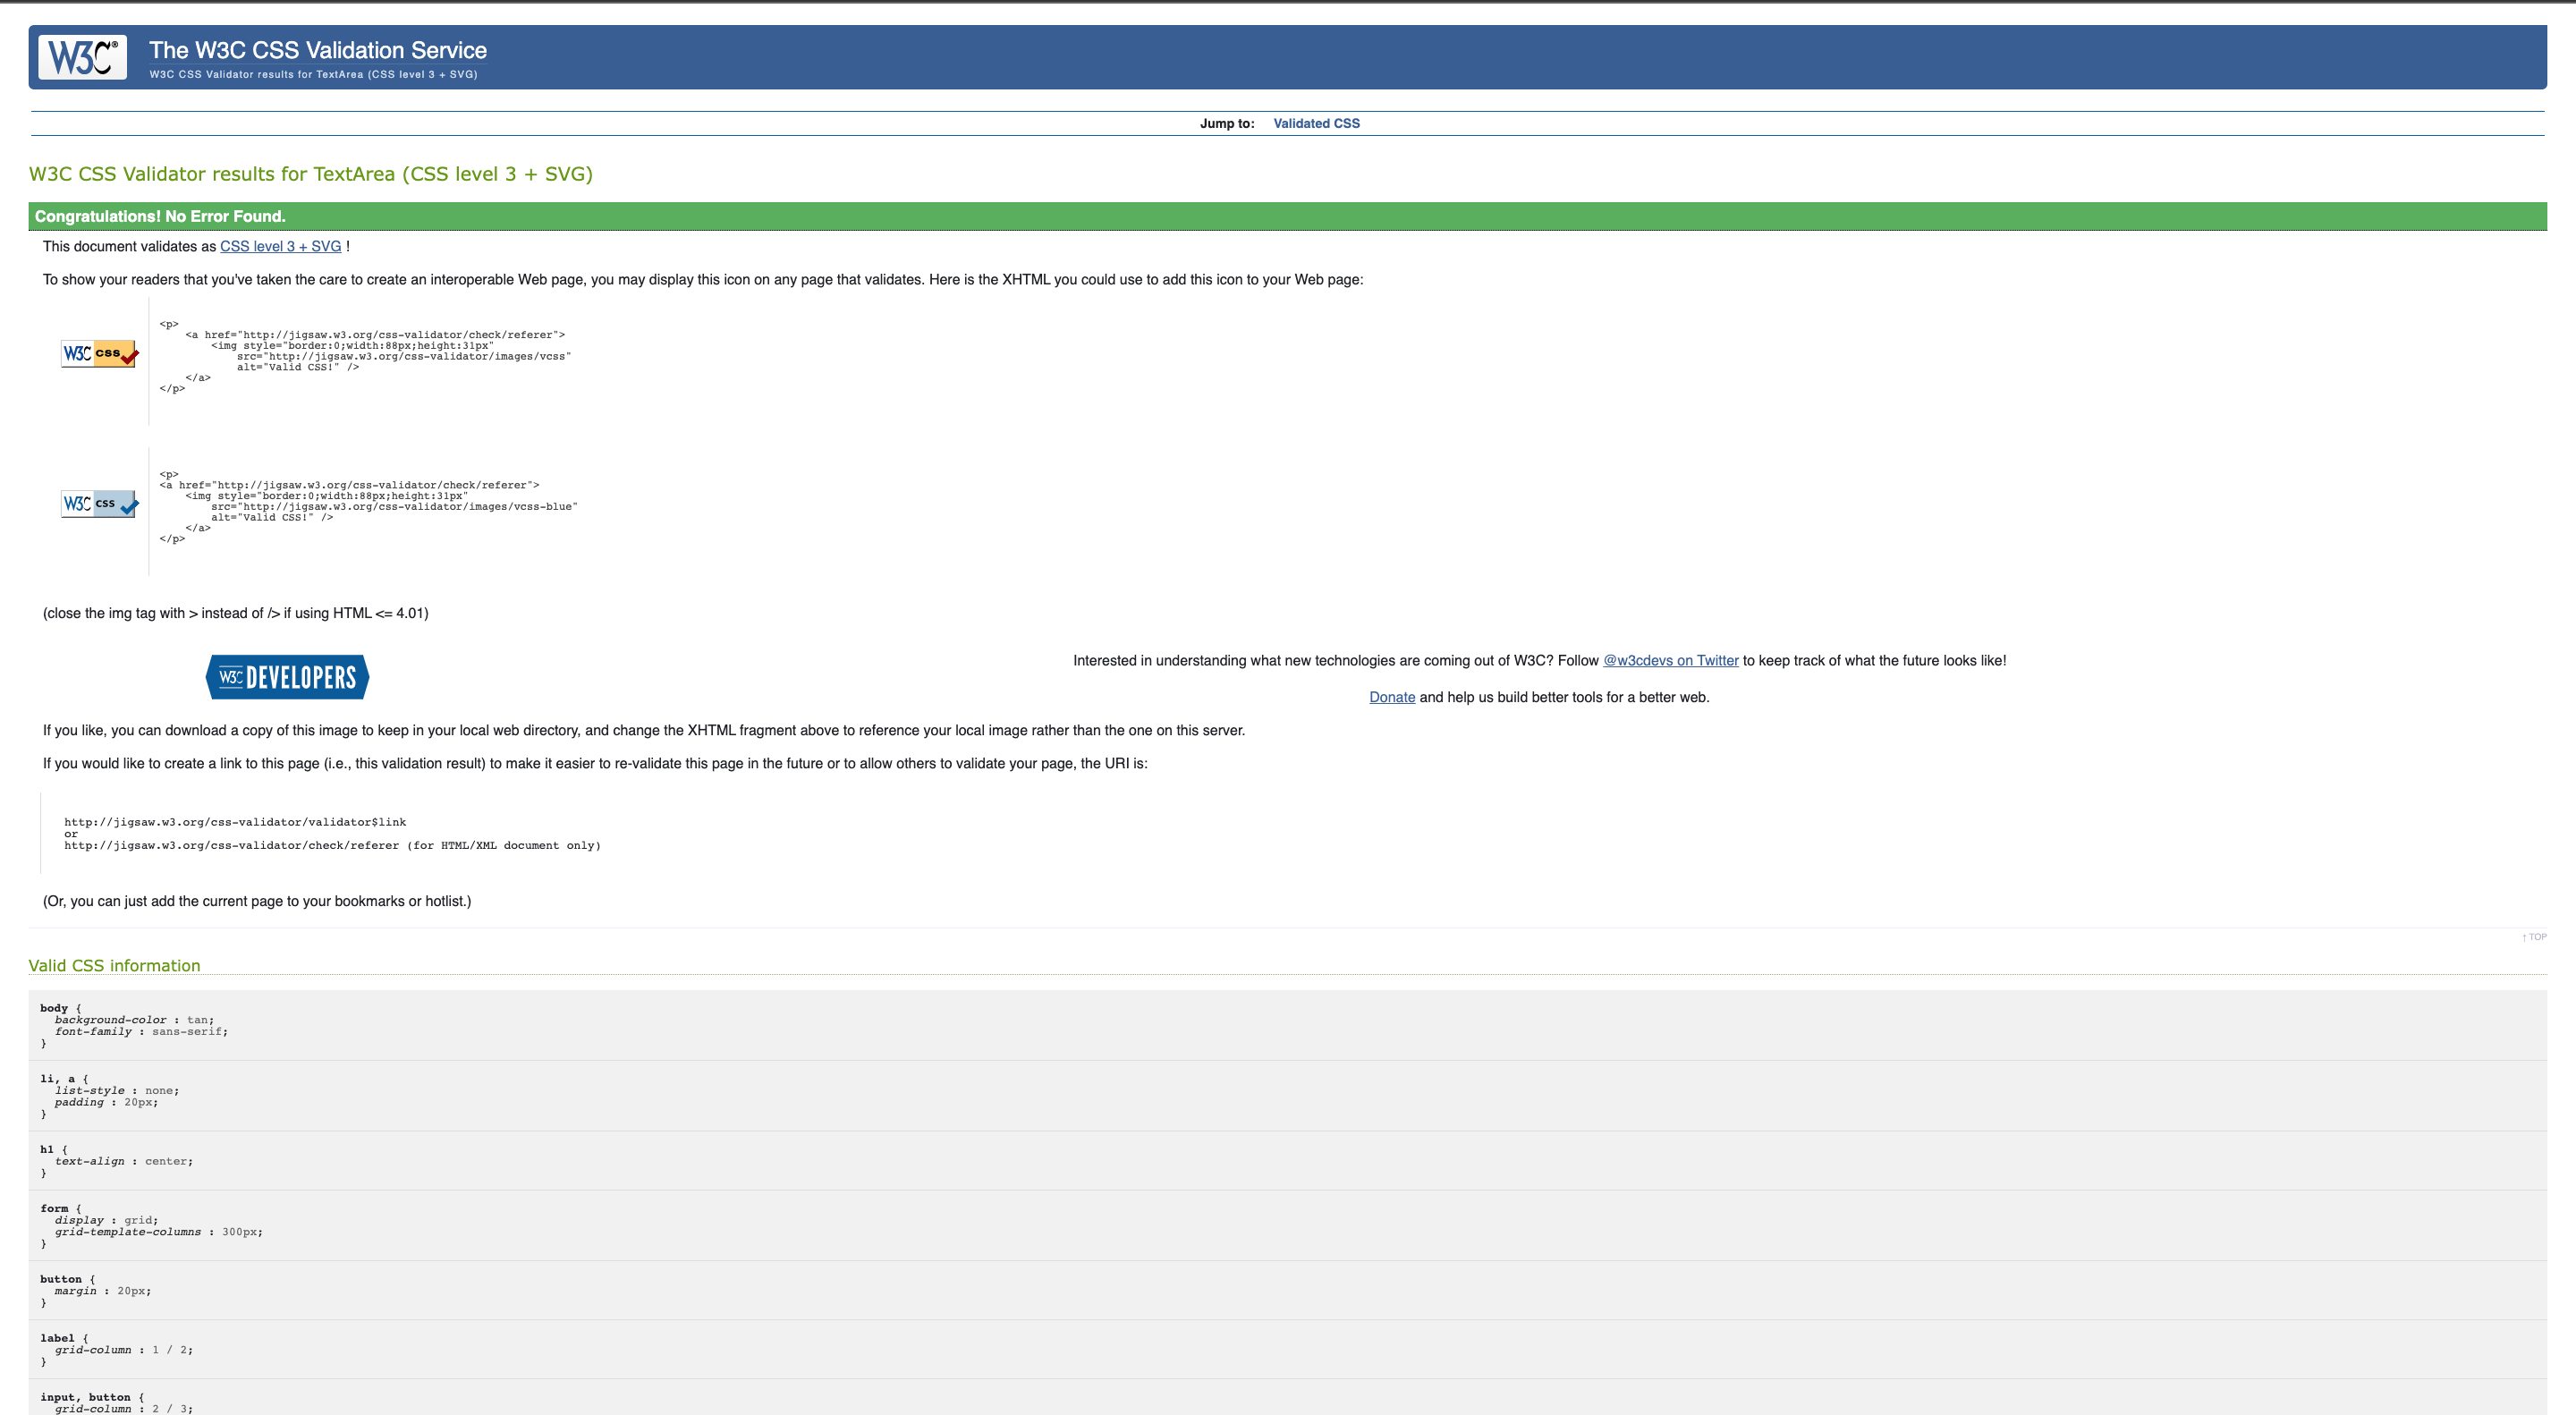 W3C®
The W3C CSS Validation Service
W3C CSS Validator results for TextArea (CSS level 3 + SVG)
Jump to: Validated CSS
W3C CSS Validator results for TextArea (CSS level 3 + SVG)
Congratulations! No Error Found.
This document validates as CSS level 3 + SVG !
To show your readers that you've taken the care to create an interoperable Web page, you may display this icon on any page that validates. Here is the XHTML you could use to add this icon to your Web page:
W3C css
<p>
    <a href="http://jigsaw.w3.org/css-validator/check/referer">
        <img style="border:0;width:88px;height:31px"
            src="http://jigsaw.w3.org/css-validator/images/vcss"
            alt="Valid CSS!" />
    </a>
</p>
W3C css
<p>
<a href="http://jigsaw.w3.org/css-validator/check/referer">
    <img style="border:0;width:88px;height:31px"
        src="http://jigsaw.w3.org/css-validator/images/vcss-blue"
        alt="Valid CSS!" />
    </a>
</p>
(close the img tag with > instead of /> if using HTML <= 4.01)
W3C DEVELOPERS
Interested in understanding what new technologies are coming out of W3C? Follow @w3cdevs on Twitter to keep track of what the future looks like!
Donate and help us build better tools for a better web.
If you like, you can download a copy of this image to keep in your local web directory, and change the XHTML fragment above to reference your local image rather than the one on this server.
If you would like to create a link to this page (i.e., this validation result) to make it easier to re-validate this page in the future or to allow others to validate your page, the URI is:
http://jigsaw.w3.org/css-validator/validator$link
or
http://jigsaw.w3.org/css-validator/check/referer (for HTML/XML document only)
(Or, you can just add the current page to your bookmarks or hotlist.)
↑ TOP
Valid CSS information
body {
  background-color : tan;
  font-family : sans-serif;
}
li, a {
  list-style : none;
  padding : 20px;
}
h1 {
  text-align : center;
}
form {
  display : grid;
  grid-template-columns : 300px;
}
button {
  margin : 20px;
}
label {
  grid-column : 1 / 2;
}
input, button {
  grid-column : 2 / 3;